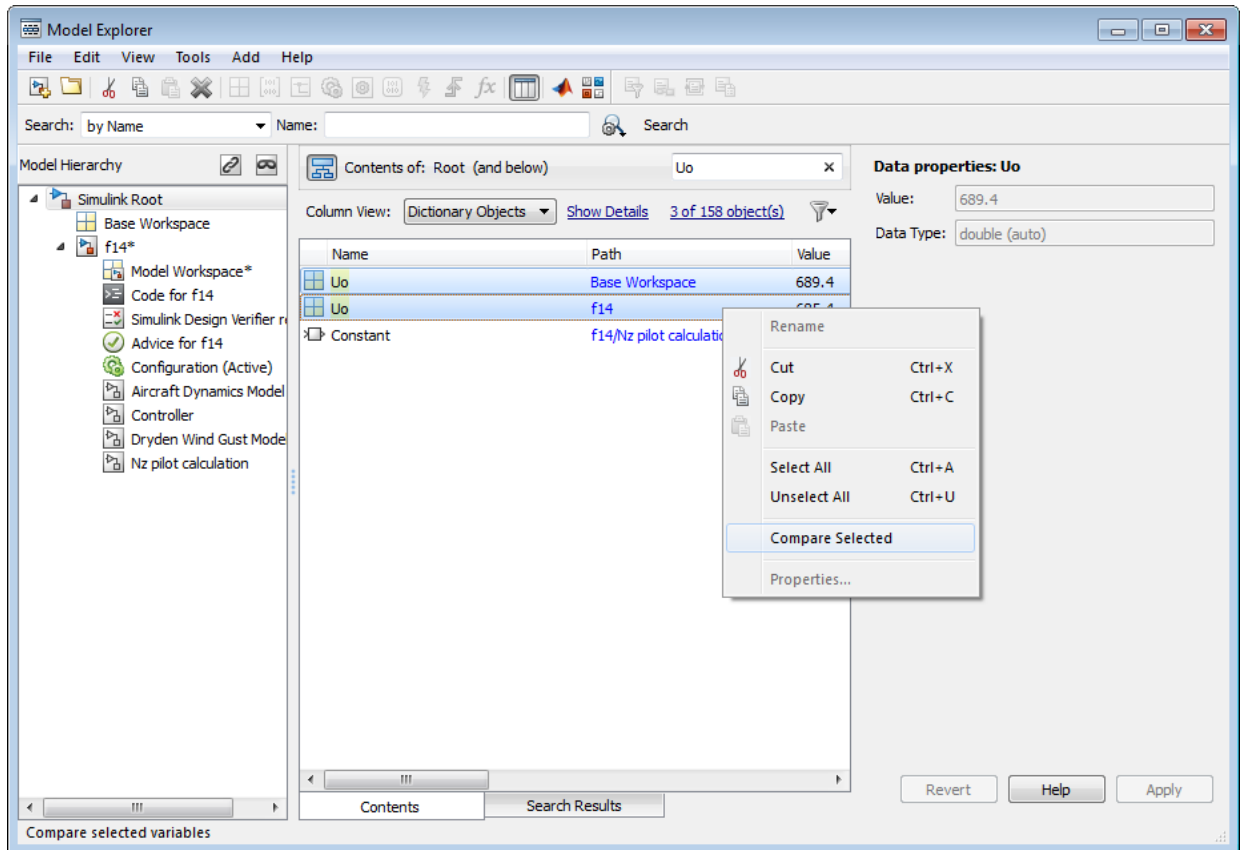 Model Explorer
File Edit View Tools Add Help
fx
Search: by Name Name: Search
Model Hierarchy
Simulink Root
Base Workspace
f14*
Model Workspace*
Code for f14
Simulink Design Verifier
Advice for f14
Configuration (Active)
Aircraft Dynamics Model
Controller
Dryden Wind Gust Mode
Nz pilot calculation
Contents of: Root (and below) Uo
Column View: Dictionary Objects Show Details 3 of 158 object(s)
Name Path Value
Uo Base Workspace 689.4
Uo f14
Constant f14/Nz pilot calculatio
Rename
Cut Ctrl+X
Copy Ctrl+C
Paste
Select All Ctrl+A
Unselect All Ctrl+U
Compare Selected
Properties...
Contents Search Results
Data properties: Uo
Value: 689.4
Data Type: double (auto)
Revert Help Apply
Compare selected variables